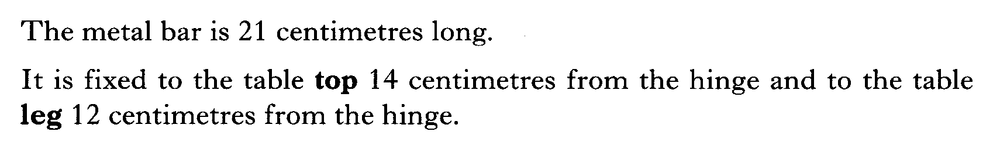 The metal bar is 21 centimetres long.
It is fixed to the table top 14 centimetres from the hinge and to the table
leg 12 centimetres from the hinge.